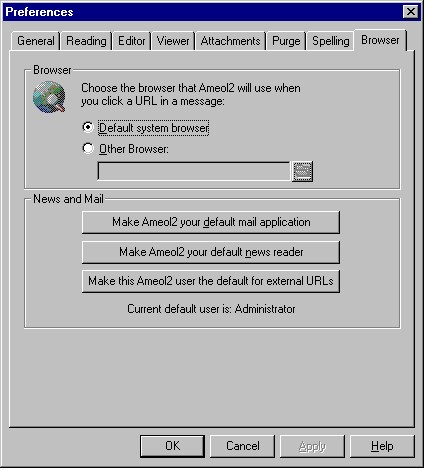 Preferences
General Reading Editor Viewer Attachments Purge Spelling Browser
Browser
Choose the browser that Ameol2 will use when
you click a URL in a message:
Default system browser
Other Browser:
News and Mail
Make Ameol2 your default mail application
Make Ameol2 your default news reader
Make this Ameol2 user the default for external URLs
Current default user is: Administrator
OK Cancel Apply Help